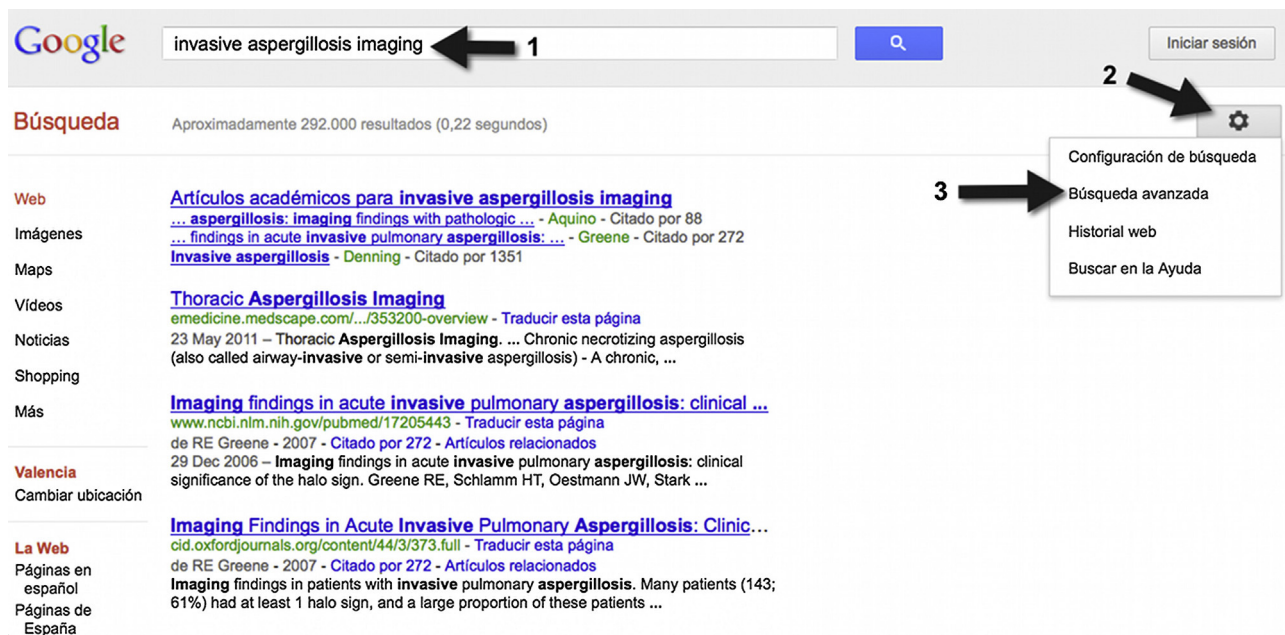 Google
invasive aspergillosis imaging
1
Iniciar sesión
2
Búsqueda
Aproximadamente 292.000 resultados (0,22 segundos)
Configuración de búsqueda
3
Búsqueda avanzada
Historial web
Buscar en la Ayuda
Web
Imágenes
Maps
Vídeos
Noticias
Shopping
Más
Valencia
Cambiar ubicación
La Web
Páginas en
español
Páginas de
España
Artículos académicos para invasive aspergillosis imaging
... aspergillosis: imaging findings with pathologic ... - Aquino - Citado por 88
... findings in acute invasive pulmonary aspergillosis: ... - Greene - Citado por 272
Invasive aspergillosis - Denning - Citado por 1351
Thoracic Aspergillosis Imaging
emedicine.medscape.com/.../353200-overview - Traducir esta página
23 May 2011 – Thoracic Aspergillosis Imaging. ... Chronic necrotizing aspergillosis
(also called airway-invasive or semi-invasive aspergillosis) - A chronic, ...
Imaging findings in acute invasive pulmonary aspergillosis: clinical ...
www.ncbi.nlm.nih.gov/pubmed/17205443 - Traducir esta página
de RE Greene - 2007 - Citado por 272 - Artículos relacionados
29 Dec 2006 – Imaging findings in acute invasive pulmonary aspergillosis: clinical
significance of the halo sign. Greene RE, Schlamm HT, Oestmann JW, Stark ...
Imaging Findings in Acute Invasive Pulmonary Aspergillosis: Clinic...
cid.oxfordjournals.org/content/44/3/373.full - Traducir esta página
de RE Greene - 2007 - Citado por 272 - Artículos relacionados
Imaging findings in patients with invasive pulmonary aspergillosis. Many patients (143;
61%) had at least 1 halo sign, and a large proportion of these patients ...